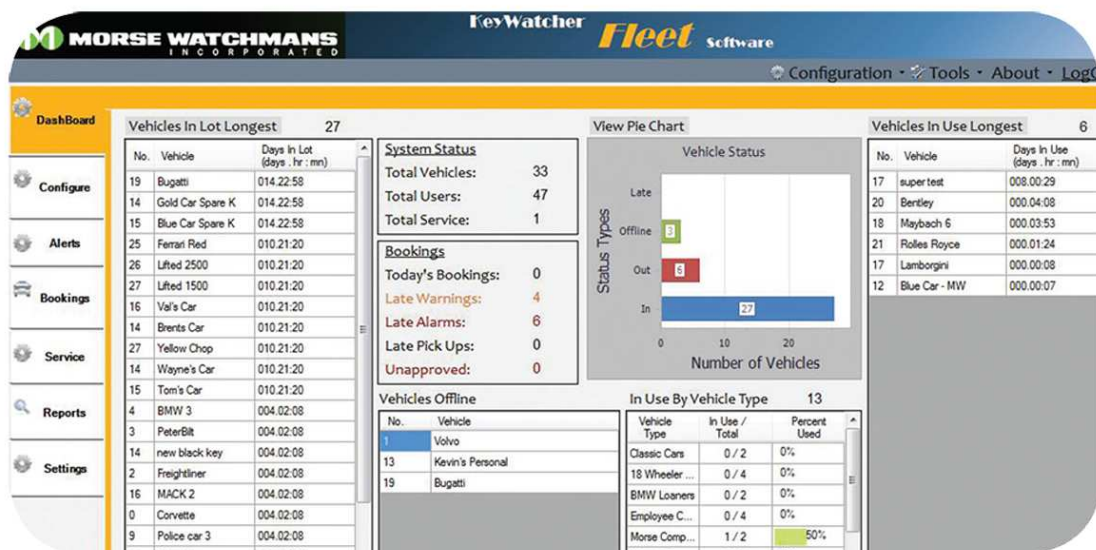 MORSE WATCHMANS
INCORPORATED
KeyWatcher Fleet Software
Configuration · Tools · About · LogO
DashBoard
Configure
Alerts
Bookings
Service
Reports
Settings
Vehicles In Lot Longest 27
No. Vehicle Days In Lot (days . hr : mn)
19 Bugatti 014.22:58
14 Gold Car Spare K 014.22:58
15 Blue Car Spare K 014.22:58
25 Ferrari Red 010.21:20
26 Lifted 2500 010.21:20
27 Lifted 1500 010.21:20
16 Val's Car 010.21:20
14 Brents Car 010.21:20
27 Yellow Chop 010.21:20
14 Wayne's Car 010.21:20
15 Tom's Car 010.21:20
4 BMW 3 004.02:08
3 PeterBilt 004.02:08
14 new black key 004.02:08
2 Freightliner 004.02:08
16 MACK 2 004.02:08
0 Corvette 004.02:08
9 Police car 3 004.02:08
System Status
Total Vehicles: 33
Total Users: 47
Total Service: 1
Bookings
Today's Bookings: 0
Late Warnings: 4
Late Alarms: 6
Late Pick Ups: 0
Unapproved: 0
Vehicles Offline
No. Vehicle
1 Volvo
13 Kevin's Personal
19 Bugatti
View Pie Chart
Vehicle Status
Status Types
Late
Offline 3
Out 6
In 27
0 10 20
Number of Vehicles
In Use By Vehicle Type 13
Vehicle Type In Use / Total Percent Used
Classic Cars 0 / 2 0%
18 Wheeler ... 0 / 4 0%
BMW Loaners 0 / 2 0%
Employee C... 0 / 4 0%
Morse Comp... 1 / 2 50%
Vehicles In Use Longest 6
No. Vehicle Days In Use (days . hr : mn)
17 super test 008.00:29
20 Bentley 000.04:08
18 Maybach 6 000.03:53
21 Rolles Royce 000.01:24
17 Lamborgini 000.00:08
12 Blue Car - MW 000.00:07